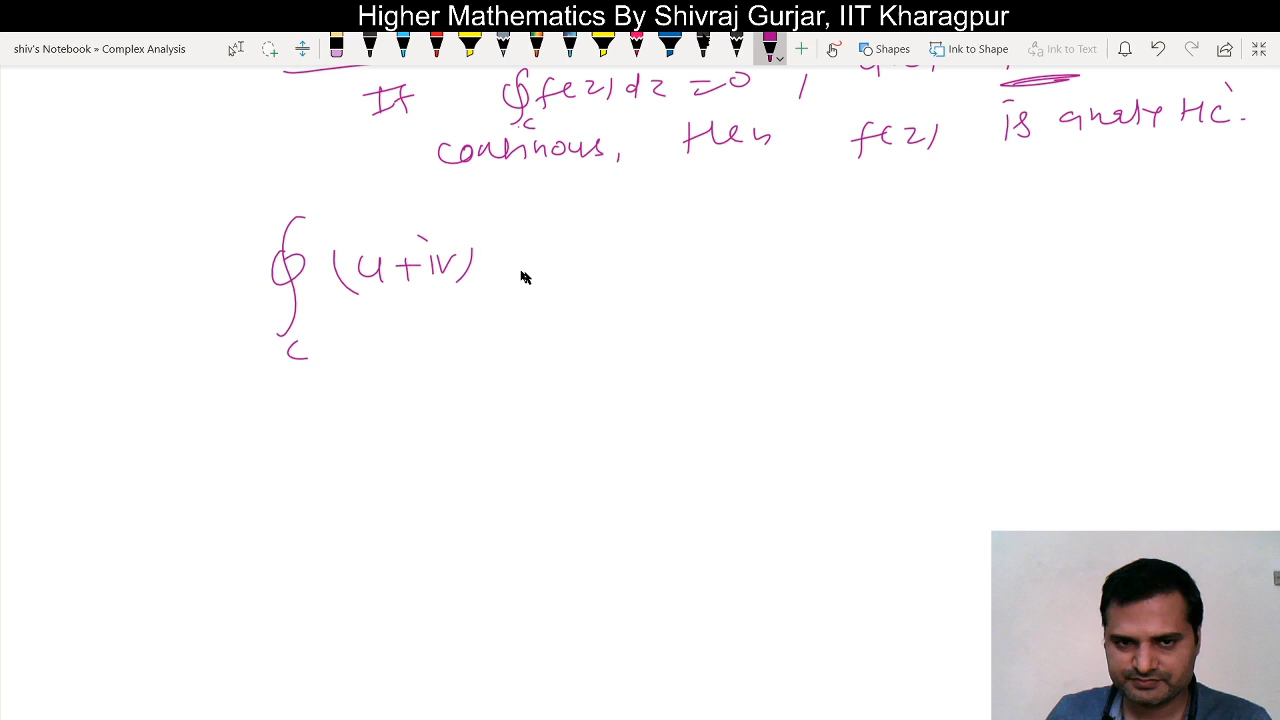 Higher Mathematics By Shivraj Gurjar, IIT Kharagpur
shiv's Notebook » Complex Analysis
Shapes Ink to Shape Ink to Text
If ∮f(z)dz =0 ,
c
continous, then f(z) is analytic.
∮ (u+iv)
c